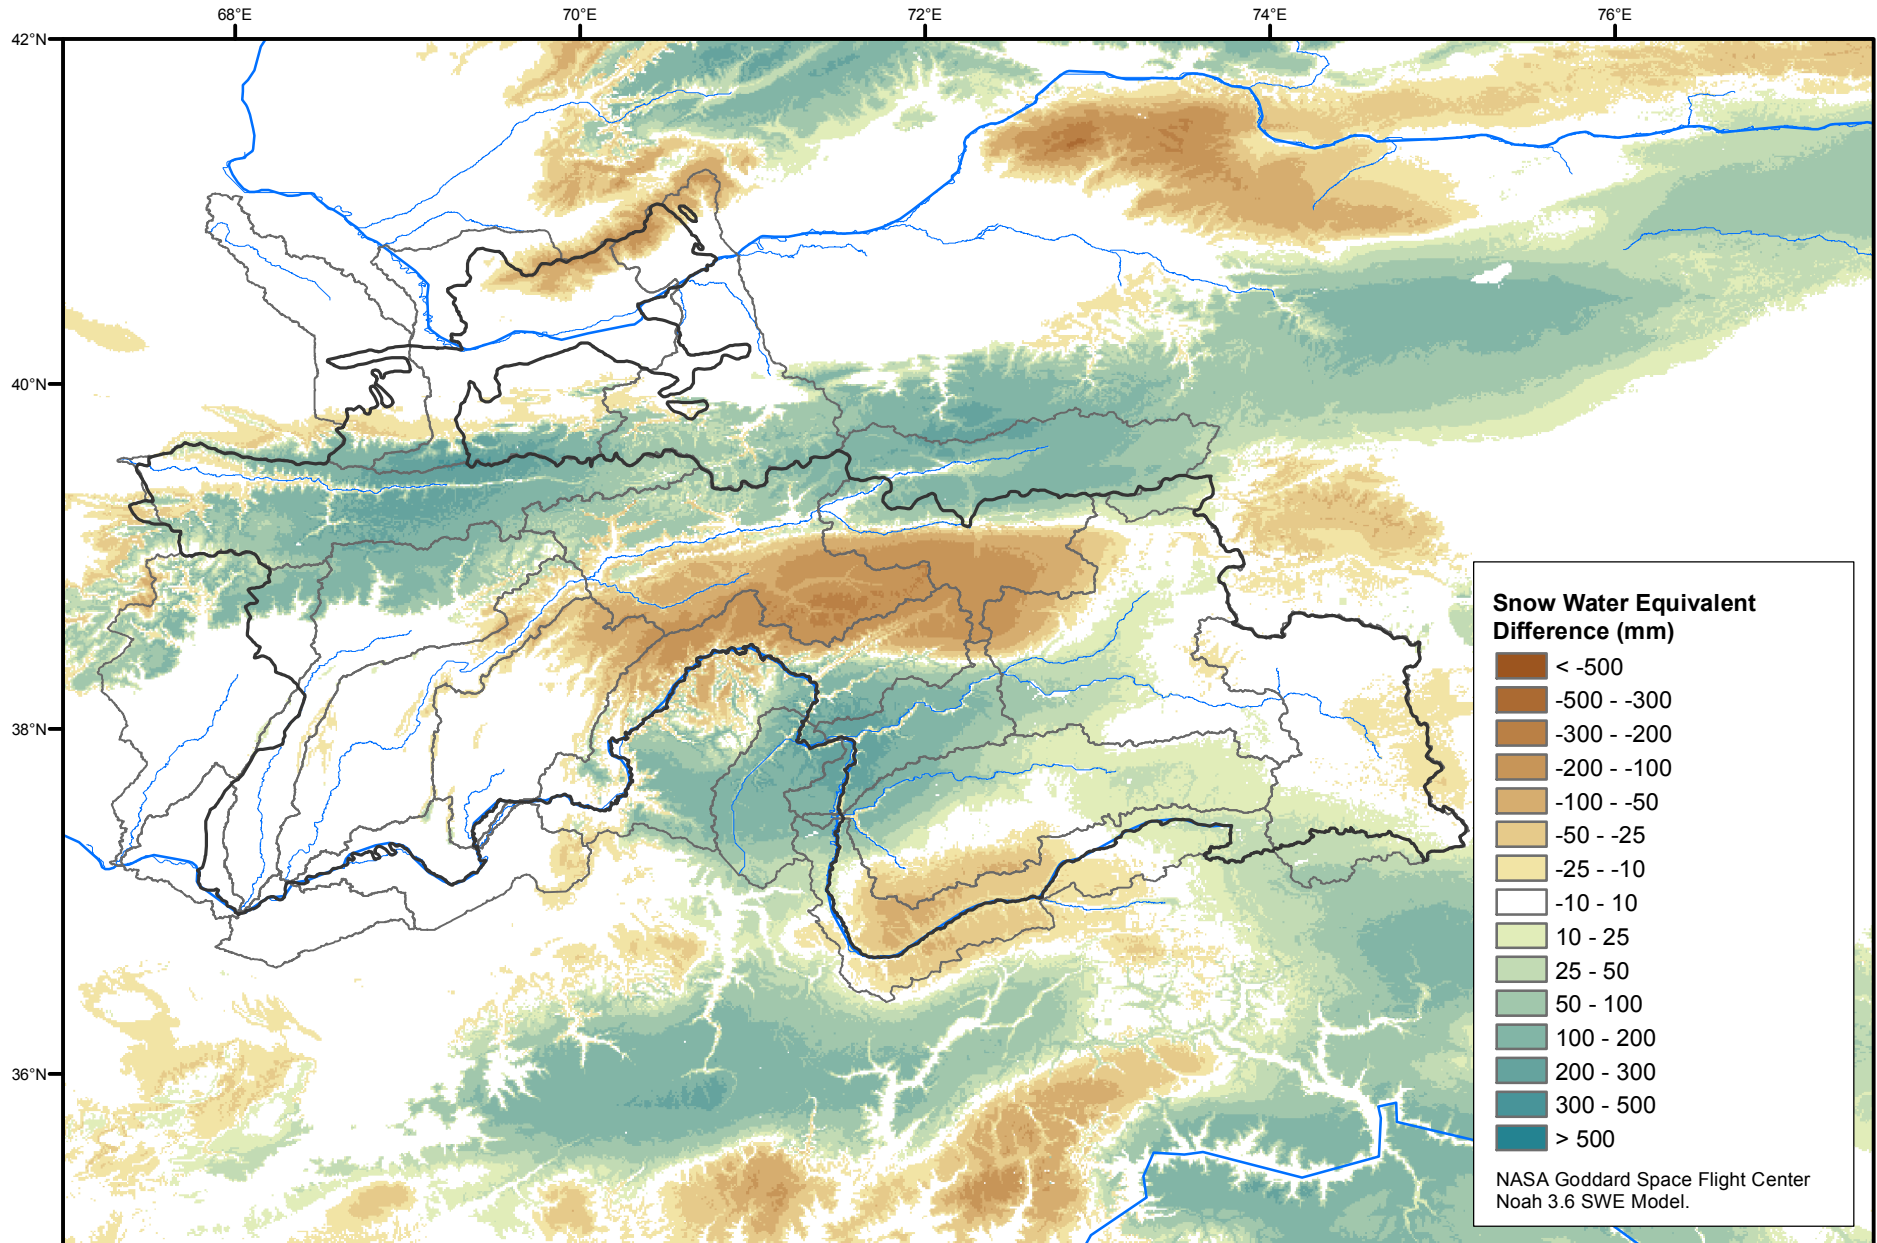 68°E 70°E 72°E 74°E 76°E
42°N
40°N
38°N
36°N
Snow Water Equivalent
Difference (mm)
< -500
-500 - -300
-300 - -200
-200 - -100
-100 - -50
-50 - -25
-25 - -10
-10 - 10
10 - 25
25 - 50
50 - 100
100 - 200
200 - 300
300 - 500
> 500
NASA Goddard Space Flight Center
Noah 3.6 SWE Model.